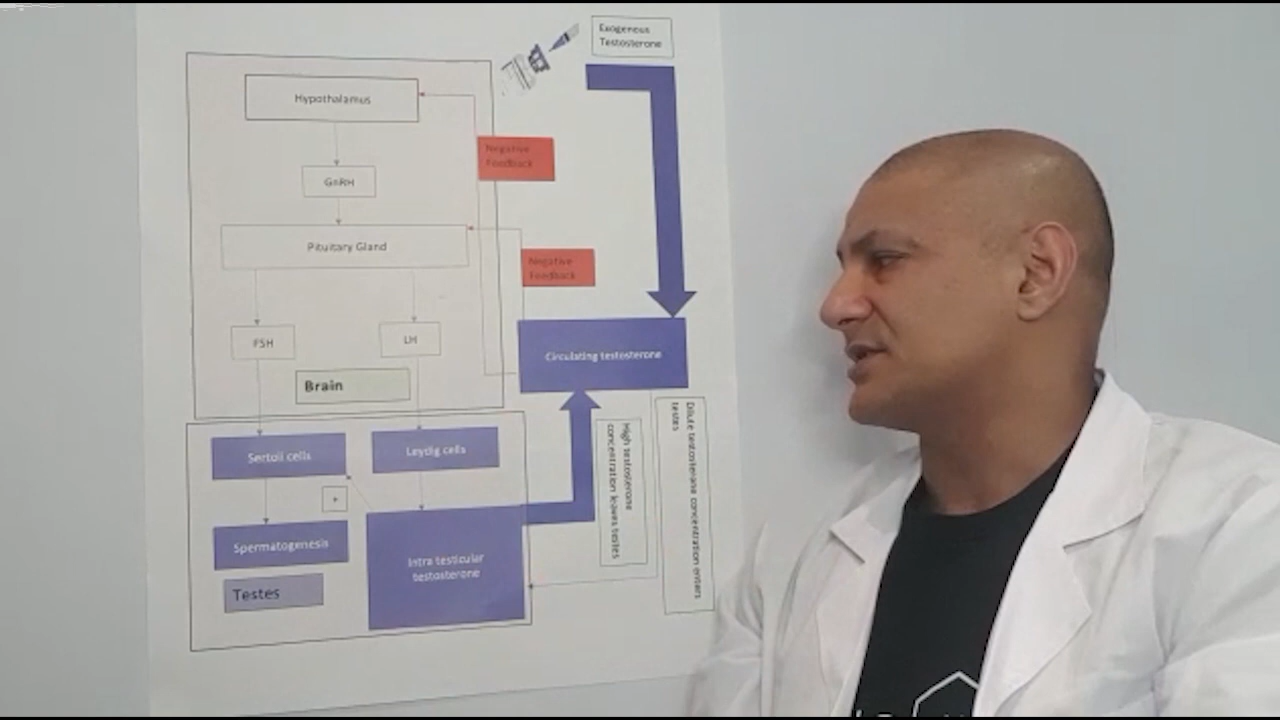 Exogenous
Testosterone
Hypothalamus
Negative
Feedback
GnRH
Pituitary Gland
Negative
Feedback
FSH
LH
Circulating testosterone
Brain
Sertoli cells
Leydig cells
High testosterone
concentration leaves testes
Dilute testosterone concentration enters
testes
+
Spermatogenesis
Intra testicular
testosterone
Testes